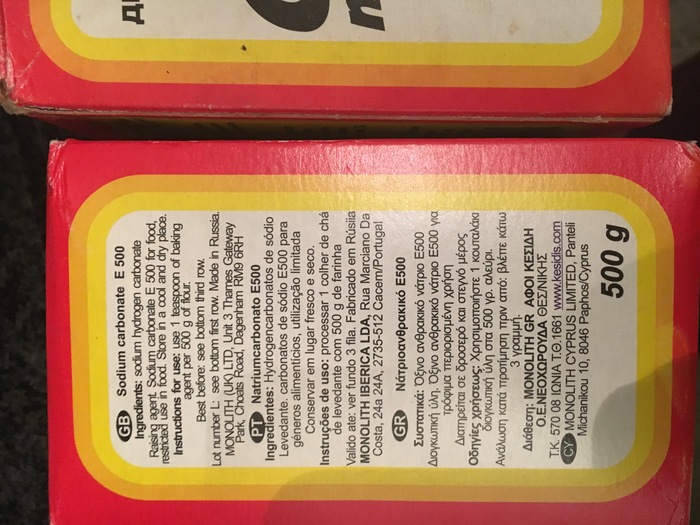 GB Sodium carbonate E 500
Ingredients: sodium hydrogen carbonate
Raising agent. Sodium carbonate E 500 for food,
restricted use in food. Store in a cool and dry place.
Instructions for use: use 1 teaspoon of baking
agent per 500 g of flour.
Best before: see bottom third row.
Lot number L: see bottom first row. Made in Russia.
MONOLITH (UK) LTD, Unit 3 Thames Gateway
Park, Choats Road, Dagenham RM9 6RH
PT Natriumcarbonato E500
Ingredientes: Hydrogencarbonatos de sódio
Levedante. carbonatos de sódio E500 para
géneros alimentícios, utilização limitada
Conservar em lugar fresco e seco.
Instruções de uso: processar 1 colher de chá
de levedante com 500 g de farinha
Valido ate: ver fundo 3 fila. Fabricado em Rúsiia
MONOLITH IBERICA LDA, Rua Marciano Da
Costa, 24a 24A, 2735-512 Cacem/Portugal
GR Νάτριοανθρακικό E500
Συστατικά: Όξινο ανθρακικό νάτριο E500
Διογκωτική ύλη. Όξινο ανθρακικό νάτριο E500 για
τρόφιμα περιορισμένη χρήση
Διατηρείται σε δροσερό και στεγνό μέρος
Οδηγίες χρήσεως: Χρησιμοποιήστε 1 κουταλάκι
διογκωτική ύλη στα 500 γρ. αλεύρι.
Ανάλωση κατά προτίμηση πριν από: βλέπε κάτω
3 γραμμή.
Διάθεση: MONOLITH GR ΑΦΟΙ ΚΕΣΙΔΗ
Ο.Ε.ΝΕΟΧΩΡΟΥΔΑ ΘΕΣ/ΝΙΚΗΣ
Τ.Κ. 570 08 ΙΩΝΙΑ Τ.Θ.1661 www.kesidis.com
CY MONOLITH CYPRUS LIMITED, Panteli
Michanikou 10, 8046 Paphos/Cyprus
500 g